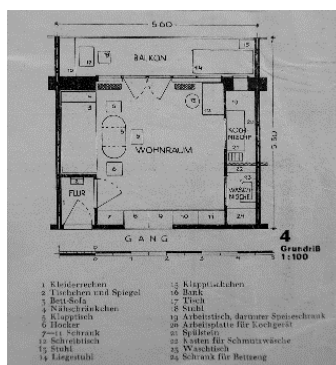 5.60
BALKON
5.50
KOCH-
NISCHE
WOHNRAUM
FLUR
WASCH
NISCHE
GANG
4
Grundriß
1:100
1 Kleiderrechen
2 Tischchen und Spiegel
3 Bett-Sofa
4 Nähschränkchen
5 Klapptisch
6 Hocker
7—11 Schrank
12 Schreibtisch
13 Stuhl
14 Liegestuhl
15 Klapptischchen
16 Bank
17 Tisch
18 Stuhl
19 Arbeitstisch, darunter Speiseschrank
20 Arbeitsplatte für Kochgerät
21 Spülstein
22 Kasten für Schmutzwäsche
23 Waschtisch
24 Schrank für Bettzeug